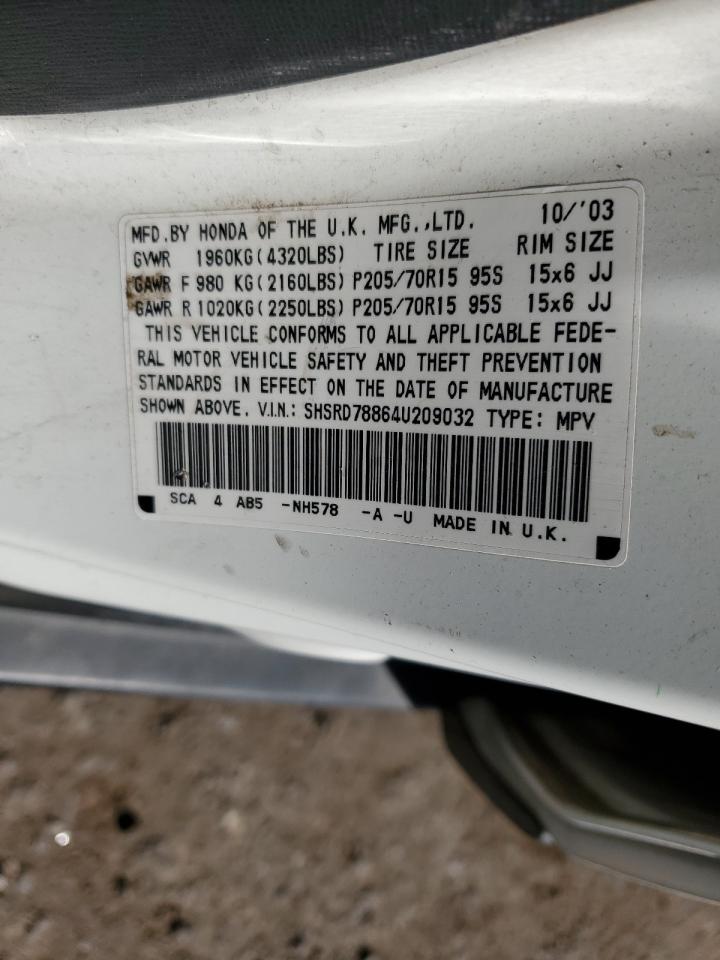 MFD.BY HONDA OF THE U.K. MFG.,LTD. 10/'03
GVWR 1960KG(4320LBS) TIRE SIZE RIM SIZE
GAWR F 980 KG(2160LBS) P205/70R15 95S 15x6 JJ
GAWR R 1020KG(2250LBS) P205/70R15 95S 15x6 JJ
THIS VEHICLE CONFORMS TO ALL APPLICABLE FEDE-
RAL MOTOR VEHICLE SAFETY AND THEFT PREVENTION
STANDARDS IN EFFECT ON THE DATE OF MANUFACTURE
SHOWN ABOVE. V.I.N.: SHSRD78864U209032 TYPE: MPV
SCA 4 AB5 -NH578 -A -U MADE IN U.K.